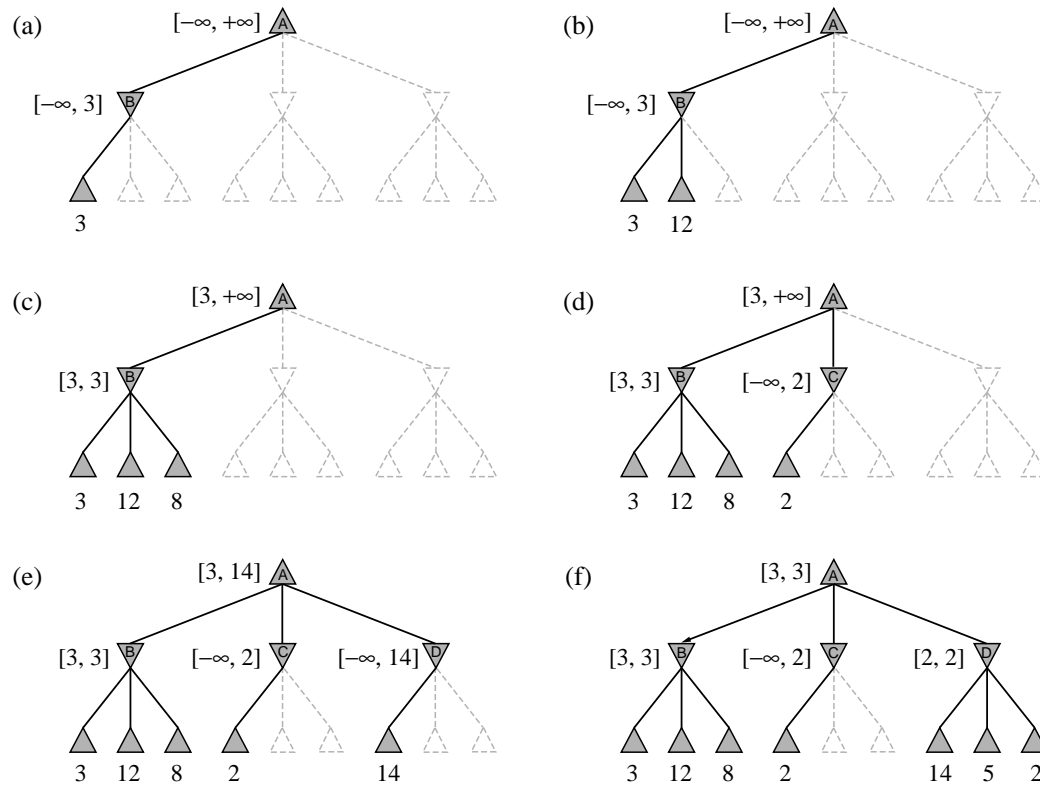 (a) [−∞, +∞] A
[−∞, 3] B
3
(b) [−∞, +∞] A
[−∞, 3] B
3 12
(c) [3, +∞] A
[3, 3] B
3 12 8
(d) [3, +∞] A
[3, 3] B [−∞, 2] C
3 12 8 2
(e) [3, 14] A
[3, 3] B [−∞, 2] C [−∞, 14] D
3 12 8 2 14
(f) [3, 3] A
[3, 3] B [−∞, 2] C [2, 2] D
3 12 8 2 14 5 2